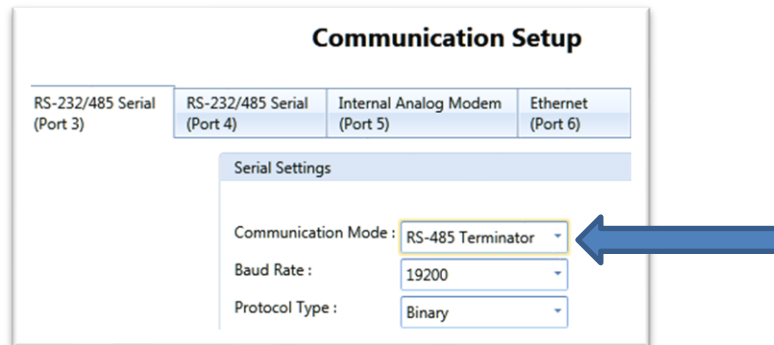 Communication Setup
RS-232/485 Serial
(Port 3)
RS-232/485 Serial
(Port 4)
Internal Analog Modem
(Port 5)
Ethernet
(Port 6)
Serial Settings
Communication Mode : RS-485 Terminator
Baud Rate : 19200
Protocol Type : Binary